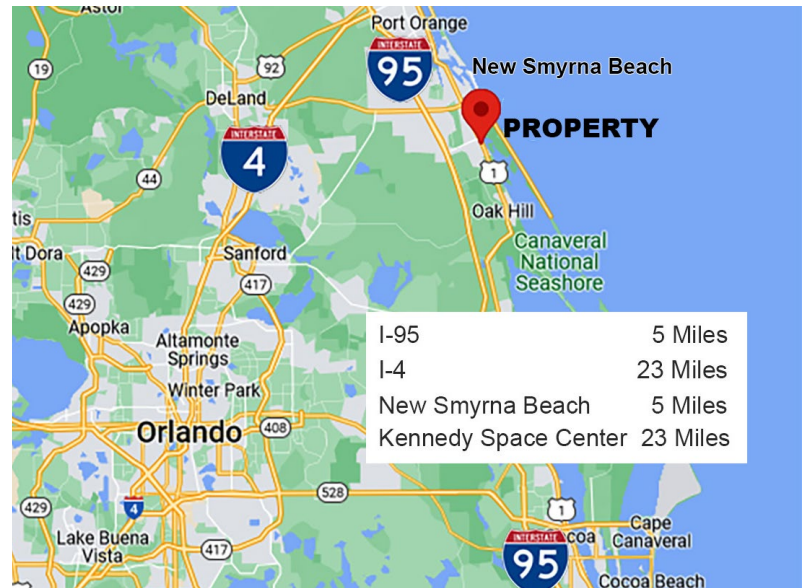 Astor
Port Orange
19
92
INTERSTATE
95
New Smyrna Beach
DeLand
PROPERTY
INTERSTATE
4
1
44
Oak Hill
tis
Canaveral
National
Seashore
lt Dora
Sanford
429
417
429
Apopka
Altamonte
Springs
I-95 5 Miles
I-4 23 Miles
New Smyrna Beach 5 Miles
Kennedy Space Center 23 Miles
Winter Park
Orlando
408
528
429
4
1
Lake Buena
Vista
417
INTERSTATE
95
coa
Cape
Canaveral
Cocoa Beach